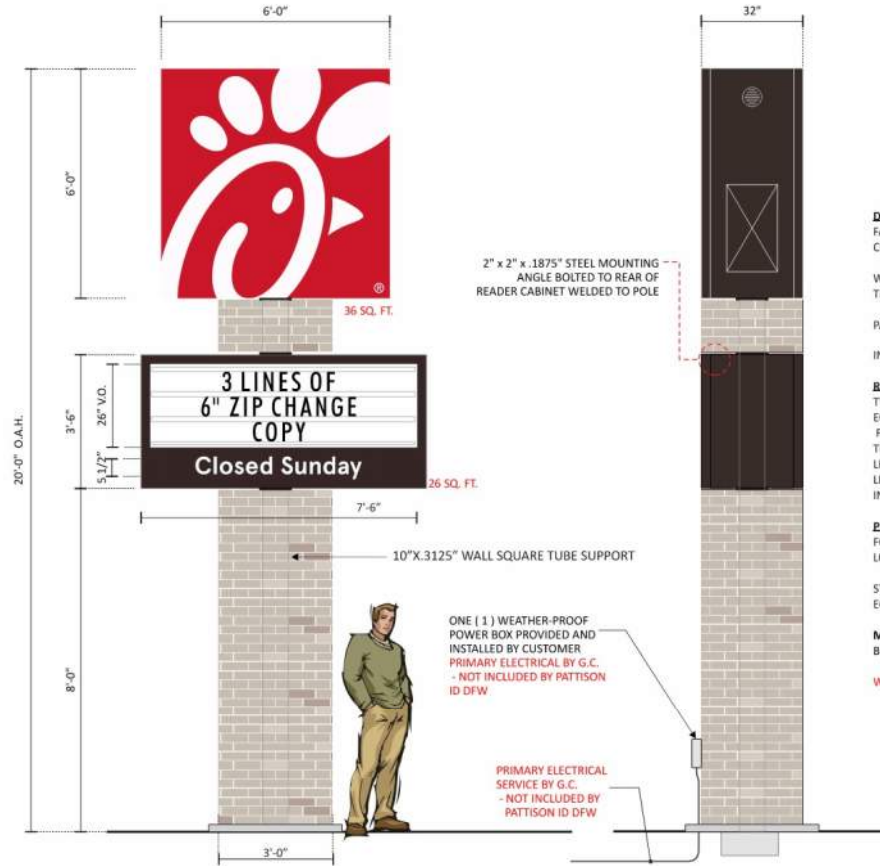 6'-0"
32"
6'-0"
®
36 SQ. FT.
2" x 2" x .1875" STEEL MOUNTING
ANGLE BOLTED TO REAR OF
READER CABINET WELDED TO POLE
20'-0" O.A.H.
3'-6"
26" V.O.
3 LINES OF
6" ZIP CHANGE
COPY
5 1/2"
Closed Sunday
26 SQ. FT.
7'-6"
10"X.3125" WALL SQUARE TUBE SUPPORT
8'-0"
ONE ( 1 ) WEATHER-PROOF
POWER BOX PROVIDED AND
INSTALLED BY CUSTOMER
PRIMARY ELECTRICAL BY G.C.
- NOT INCLUDED BY PATTISON
ID DFW
PRIMARY ELECTRICAL
SERVICE BY G.C.
- NOT INCLUDED BY
PATTISON ID DFW
3'-0"